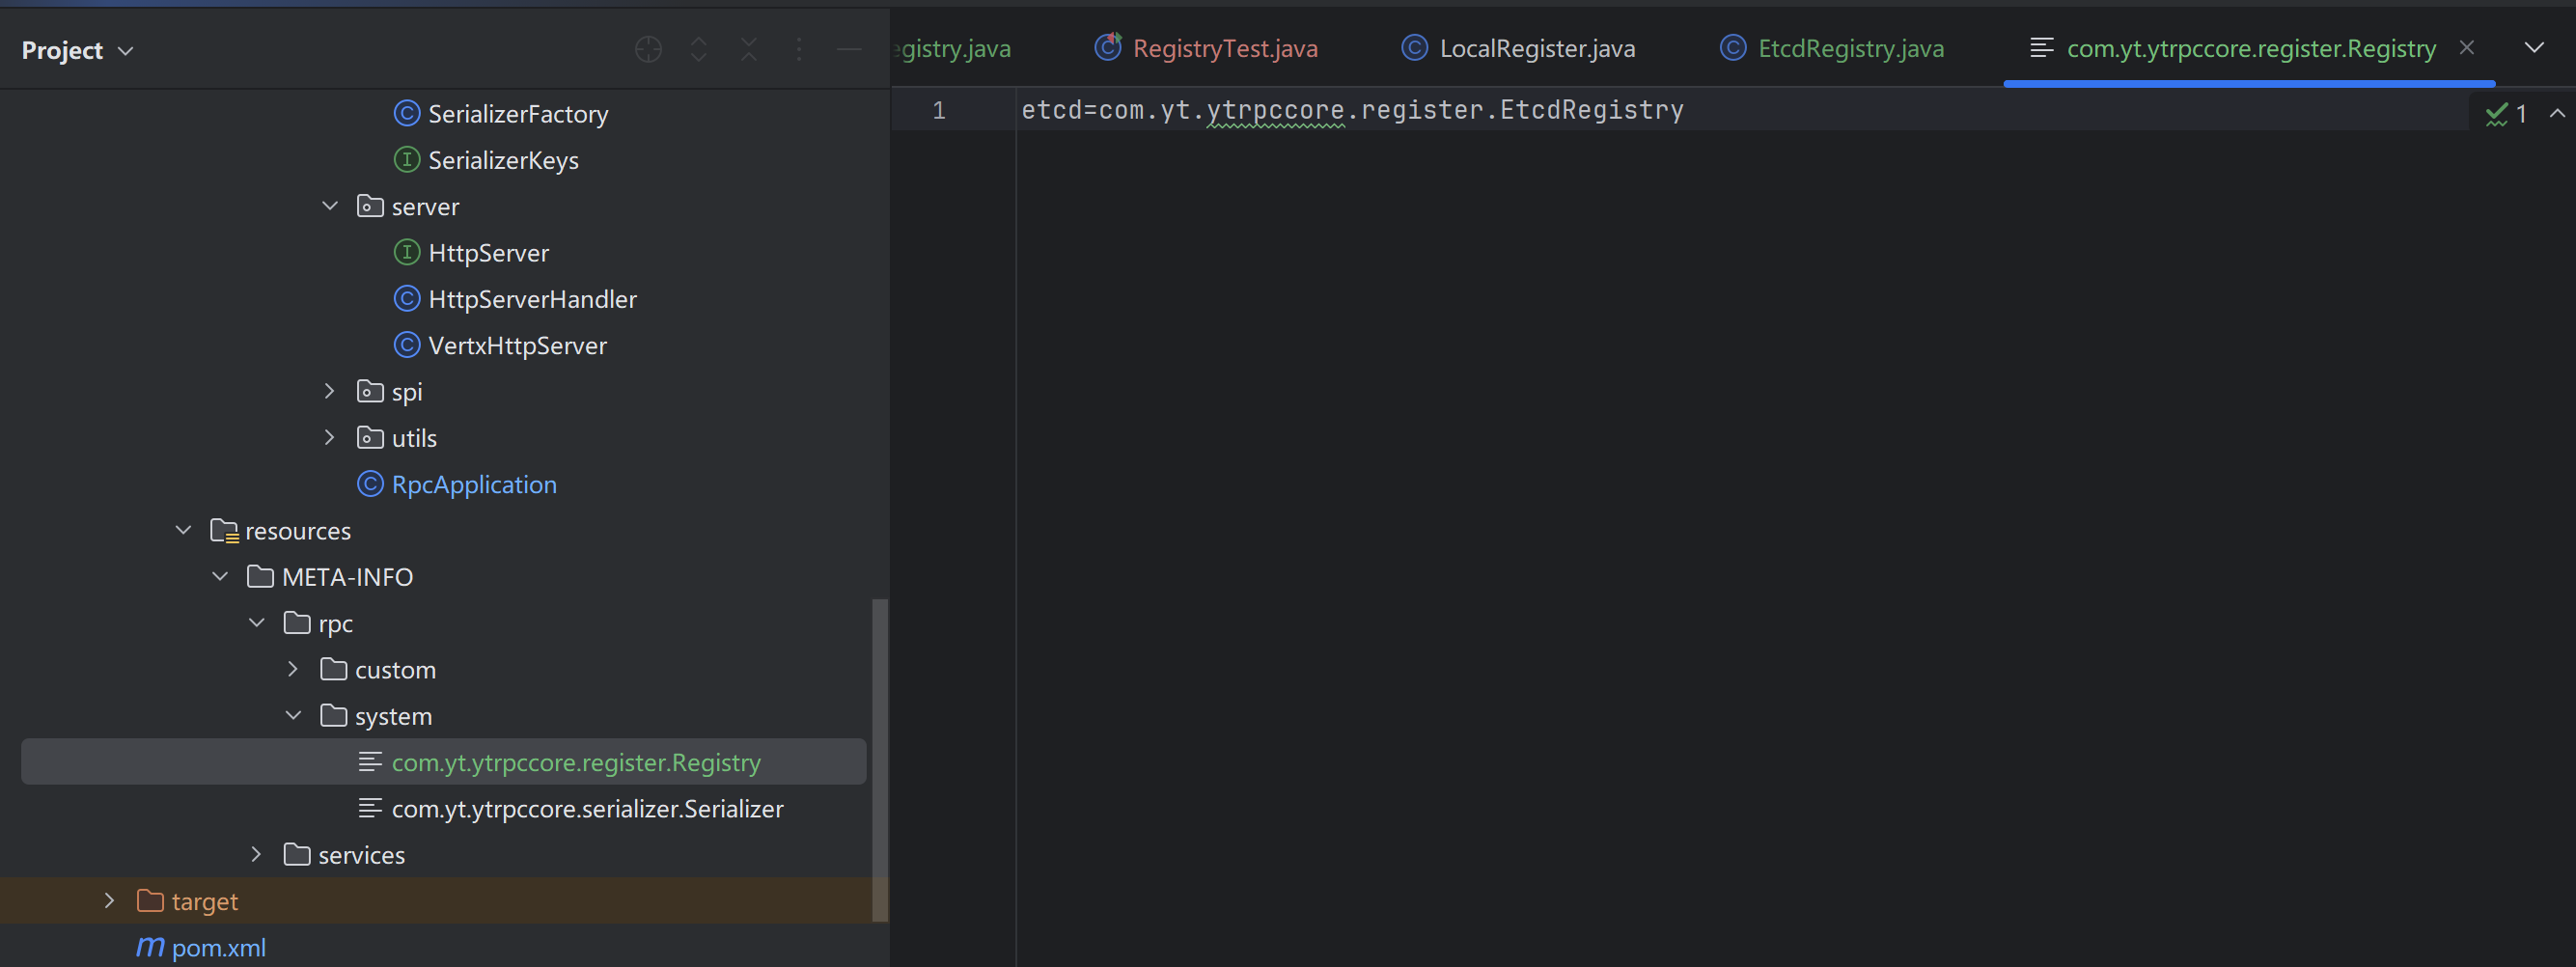 Project
SerializerFactory
SerializerKeys
server
HttpServer
HttpServerHandler
VertxHttpServer
spi
utils
RpcApplication
resources
META-INFO
rpc
custom
system
com.yt.ytrpccore.register.Registry
com.yt.ytrpccore.serializer.Serializer
services
target
pom.xml
egistry.java
RegistryTest.java
LocalRegister.java
EtcdRegistry.java
com.yt.ytrpccore.register.Registry
1 etcd=com.yt.ytrpccore.register.EtcdRegistry
1